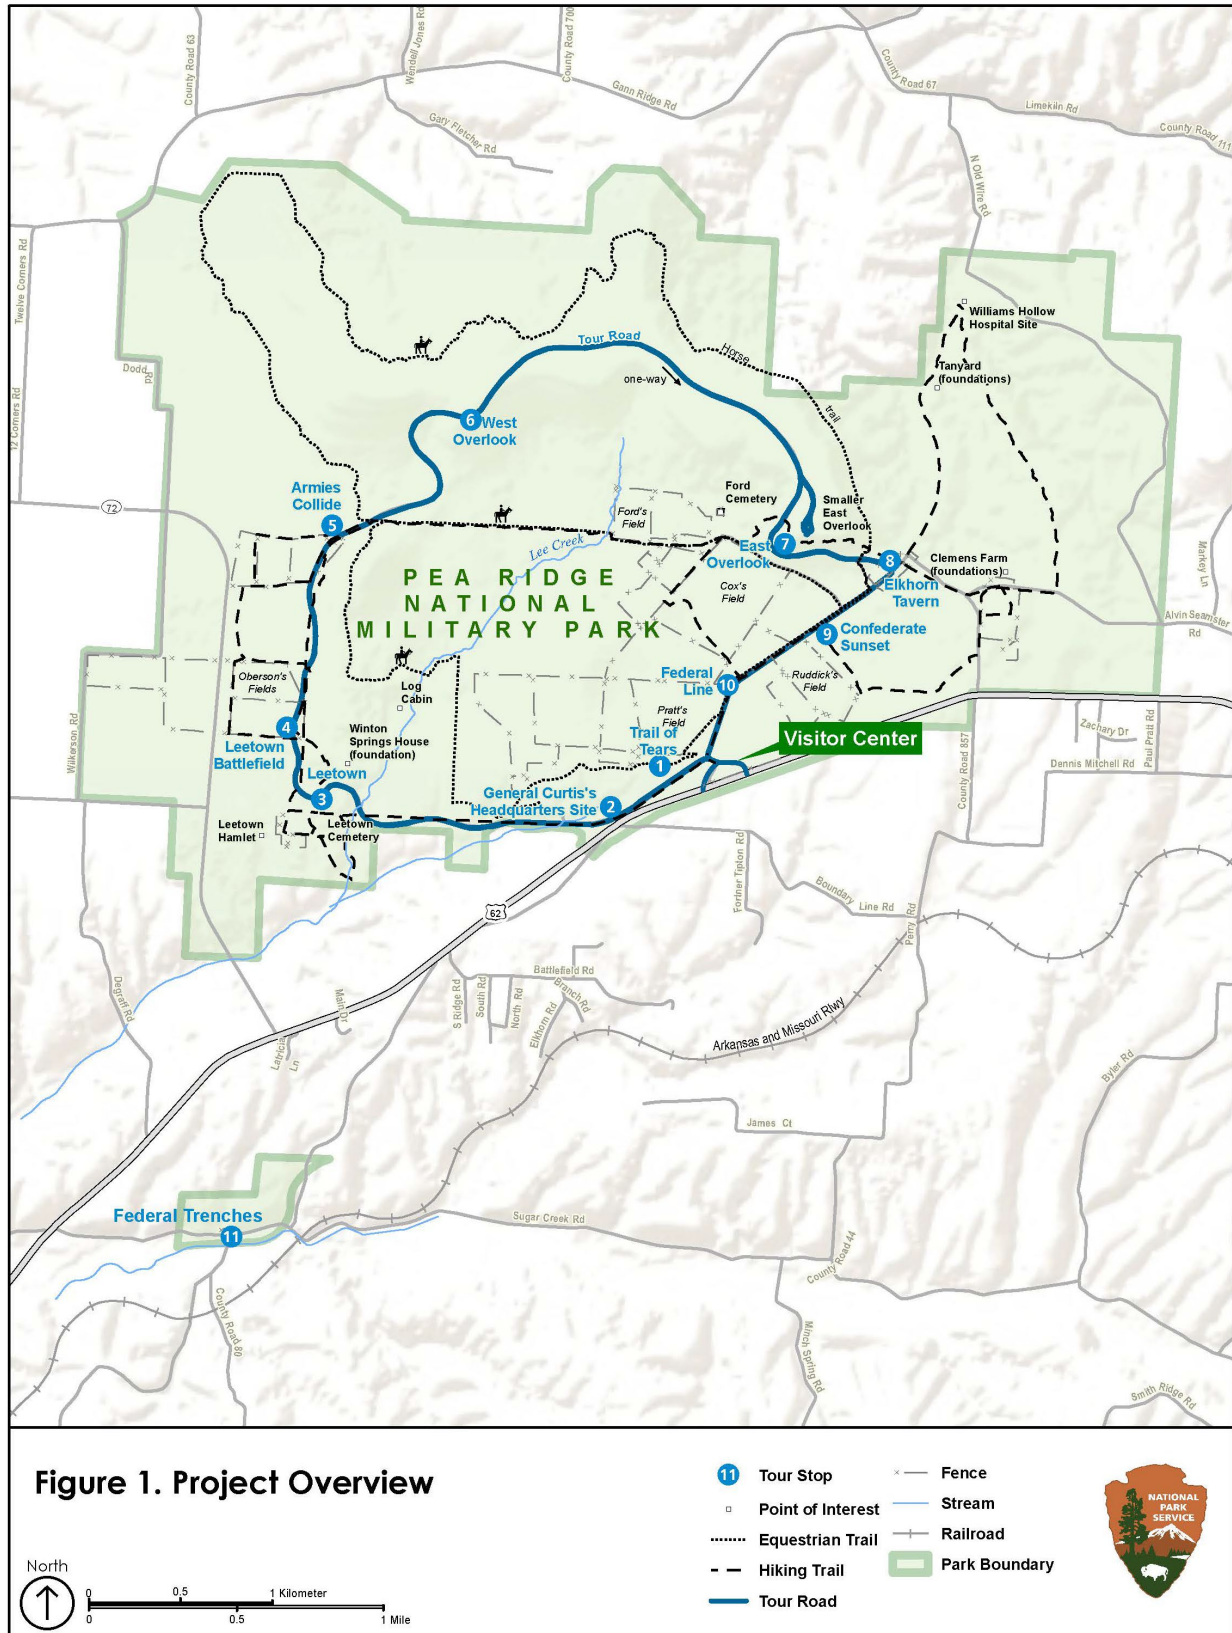 County Road 63
Wendell Jones Rd
County Road 700
County Road 67
Gann Ridge Rd
Limekiln Rd
County Road 111
Gary Fletcher Rd
N Old Wire Rd
Twelve Corners Rd
12 Corners Rd
Dodd Rd
Williams Hollow
Hospital Site
Tour Road
Horse
trail
one-way
Tanyard
(foundations)
6
West
Overlook
Armies
Collide
5
72
Ford
Cemetery
Ford's
Field
Smaller
East
Overlook
7
East
Overlook
8
Elkhorn
Tavern
Clemens Farm
(foundations)
Markey Ln
Lee Creek
PEA RIDGE
NATIONAL
MILITARY PARK
Cox's
Field
9
Confederate
Sunset
Alvin Seamster
Rd
Oberson's
Fields
Log
Cabin
Federal
Line
10
Ruddick's
Field
Pratt's
Field
4
Leetown
Battlefield
Winton
Springs House
(foundation)
Trail of
Tears
1
Visitor Center
Wilkerson Rd
Zachary Dr
Paul Pratt Rd
Dennis Mitchell Rd
County Road 857
Leetown
3
General Curtis's
Headquarters Site
2
Leetown
Hamlet
Leetown
Cemetery
Fortner Tipton Rd
Boundary
Line Rd
Perry Rd
62
Battlefield Rd
Branch Rd
S Ridge Rd
South Rd
North Rd
Elkhorn Rd
Degraff Rd
Main Dr
Latricia
Ln
Arkansas and Missouri Rlwy
Byler Rd
James Ct
Federal Trenches
11
Sugar Creek Rd
County Road 44
County Road 80
Minch Spring Rd
Smith Ridge Rd
Figure 1. Project Overview
North
0
0.5
1 Kilometer
0
0.5
1 Mile
11
Tour Stop
Point of Interest
Equestrian Trail
Hiking Trail
Tour Road
Fence
Stream
Railroad
Park Boundary
NATIONAL
PARK
SERVICE